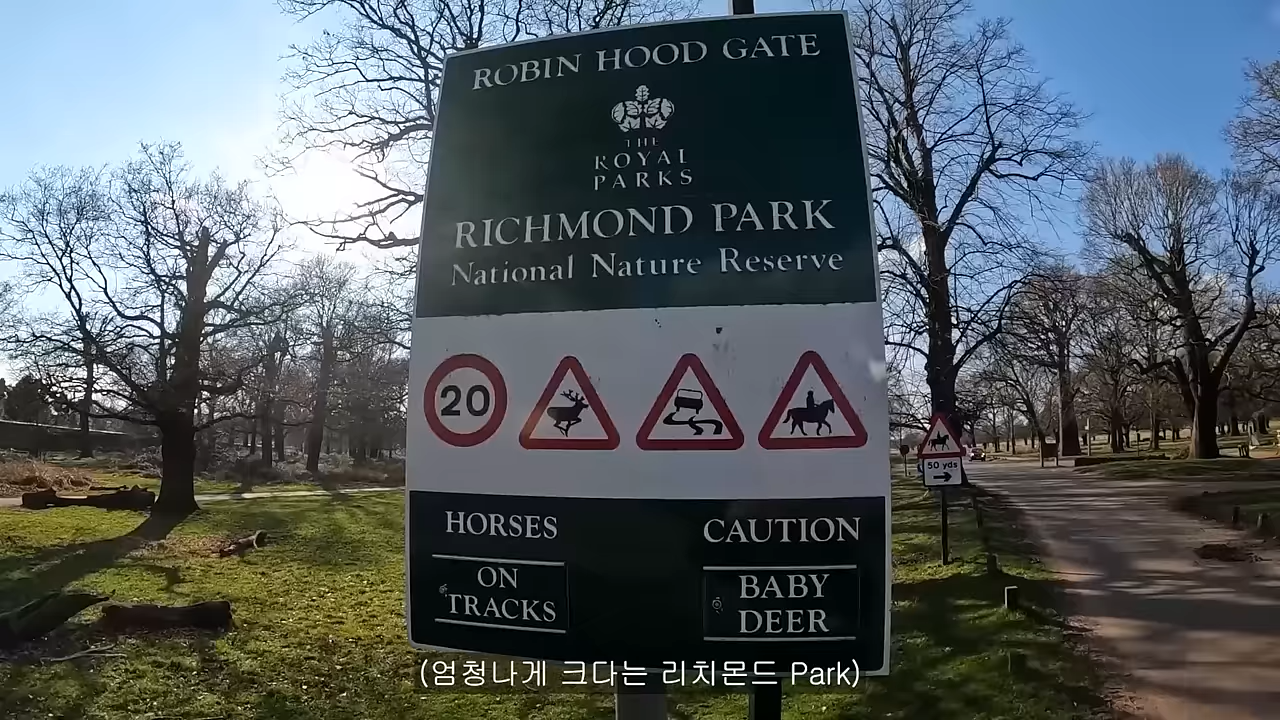 ROBIN HOOD GATE
THE
ROYAL
PARKS
RICHMOND PARK
National Nature Reserve
20
HORSES
ON
TRACKS
CAUTION
BABY
DEER
50 yds
(엄청나게 크다는 리치몬드 Park)